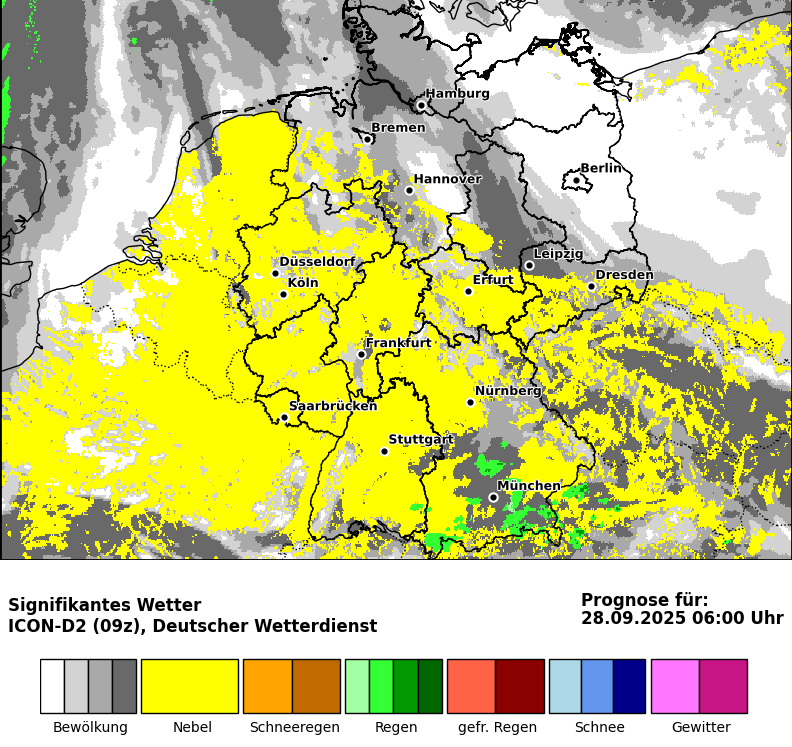 Hamburg
Bremen
Berlin
Hannover
Leipzig
Düsseldorf
Dresden
Köln
Erfurt
Frankfurt
Nürnberg
Saarbrücken
Stuttgart
München
Signifikantes Wetter
ICON-D2 (09z), Deutscher Wetterdienst
Prognose für:
28.09.2025 06:00 Uhr
Bewölkung
Nebel
Schneeregen
Regen
gefr. Regen
Schnee
Gewitter